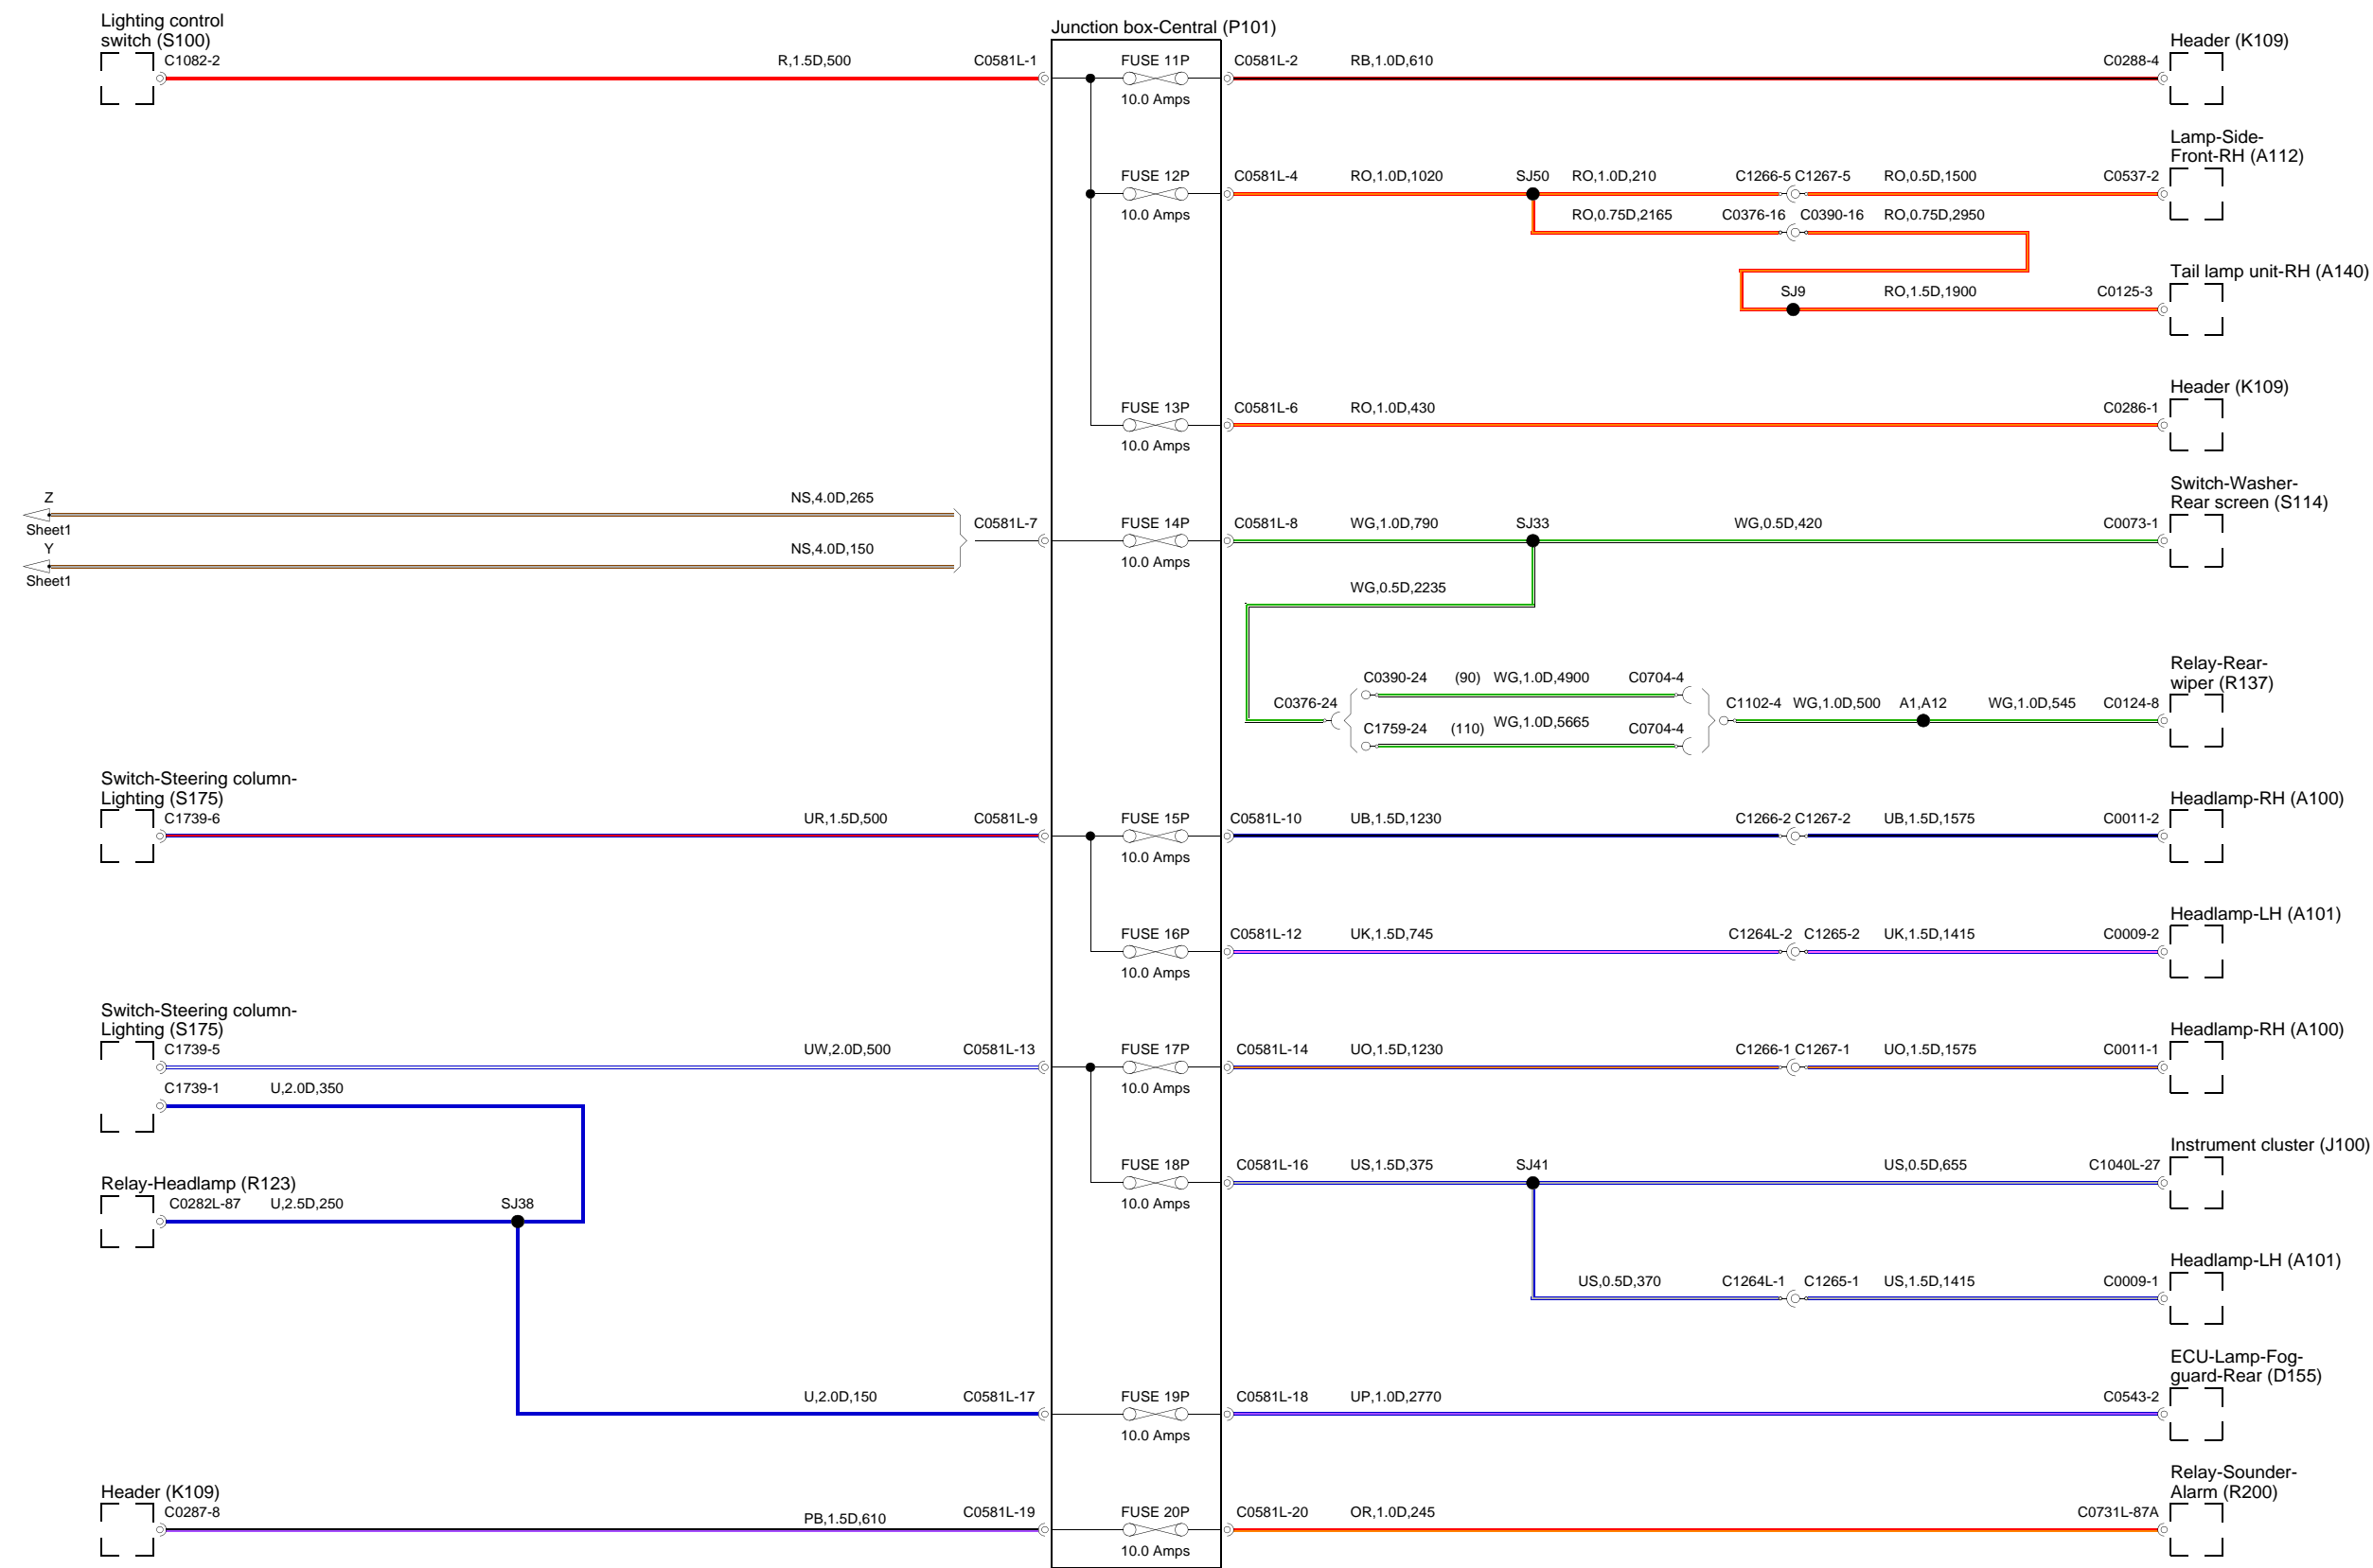 Lighting control
switch (S100)
Junction box-Central (P101)
Header (K109)
C1082-2 R,1.5D,500 C0581L-1 FUSE 11P C0581L-2 RB,1.0D,610 C0288-4
10.0 Amps
Lamp-Side-
Front-RH (A112)
FUSE 12P C0581L-4 RO,1.0D,1020 SJ50 RO,1.0D,210 C1266-5 C1267-5 RO,0.5D,1500 C0537-2
10.0 Amps RO,0.75D,2165 C0376-16 C0390-16 RO,0.75D,2950
Tail lamp unit-RH (A140)
SJ9 RO,1.5D,1900 C0125-3
Header (K109)
FUSE 13P C0581L-6 RO,1.0D,430 C0286-1
10.0 Amps
Switch-Washer-
Rear screen (S114)
Z NS,4.0D,265
Sheet1 C0581L-7 FUSE 14P C0581L-8 WG,1.0D,790 SJ33 WG,0.5D,420 C0073-1
Y NS,4.0D,150 10.0 Amps
Sheet1
WG,0.5D,2235
Relay-Rear-
wiper (R137)
C0390-24 (90) WG,1.0D,4900 C0704-4
C0376-24 C1102-4 WG,1.0D,500 A1,A12 WG,1.0D,545 C0124-8
C1759-24 (110) WG,1.0D,5665 C0704-4
Switch-Steering column-
Lighting (S175)
Headlamp-RH (A100)
C1739-6 UR,1.5D,500 C0581L-9 FUSE 15P C0581L-10 UB,1.5D,1230 C1266-2 C1267-2 UB,1.5D,1575 C0011-2
10.0 Amps
Headlamp-LH (A101)
FUSE 16P C0581L-12 UK,1.5D,745 C1264L-2 C1265-2 UK,1.5D,1415 C0009-2
10.0 Amps
Switch-Steering column-
Lighting (S175)
Headlamp-RH (A100)
C1739-5 UW,2.0D,500 C0581L-13 FUSE 17P C0581L-14 UO,1.5D,1230 C1266-1 C1267-1 UO,1.5D,1575 C0011-1
C1739-1 U,2.0D,350 10.0 Amps
Instrument cluster (J100)
FUSE 18P C0581L-16 US,1.5D,375 SJ41 US,0.5D,655 C1040L-27
Relay-Headlamp (R123)
C0282L-87 U,2.5D,250 SJ38 10.0 Amps
Headlamp-LH (A101)
US,0.5D,370 C1264L-1 C1265-1 US,1.5D,1415 C0009-1
ECU-Lamp-Fog-
guard-Rear (D155)
U,2.0D,150 C0581L-17 FUSE 19P C0581L-18 UP,1.0D,2770 C0543-2
10.0 Amps
Relay-Sounder-
Alarm (R200)
Header (K109)
C0287-8 PB,1.5D,610 C0581L-19 FUSE 20P C0581L-20 OR,1.0D,245 C0731L-87A
10.0 Amps